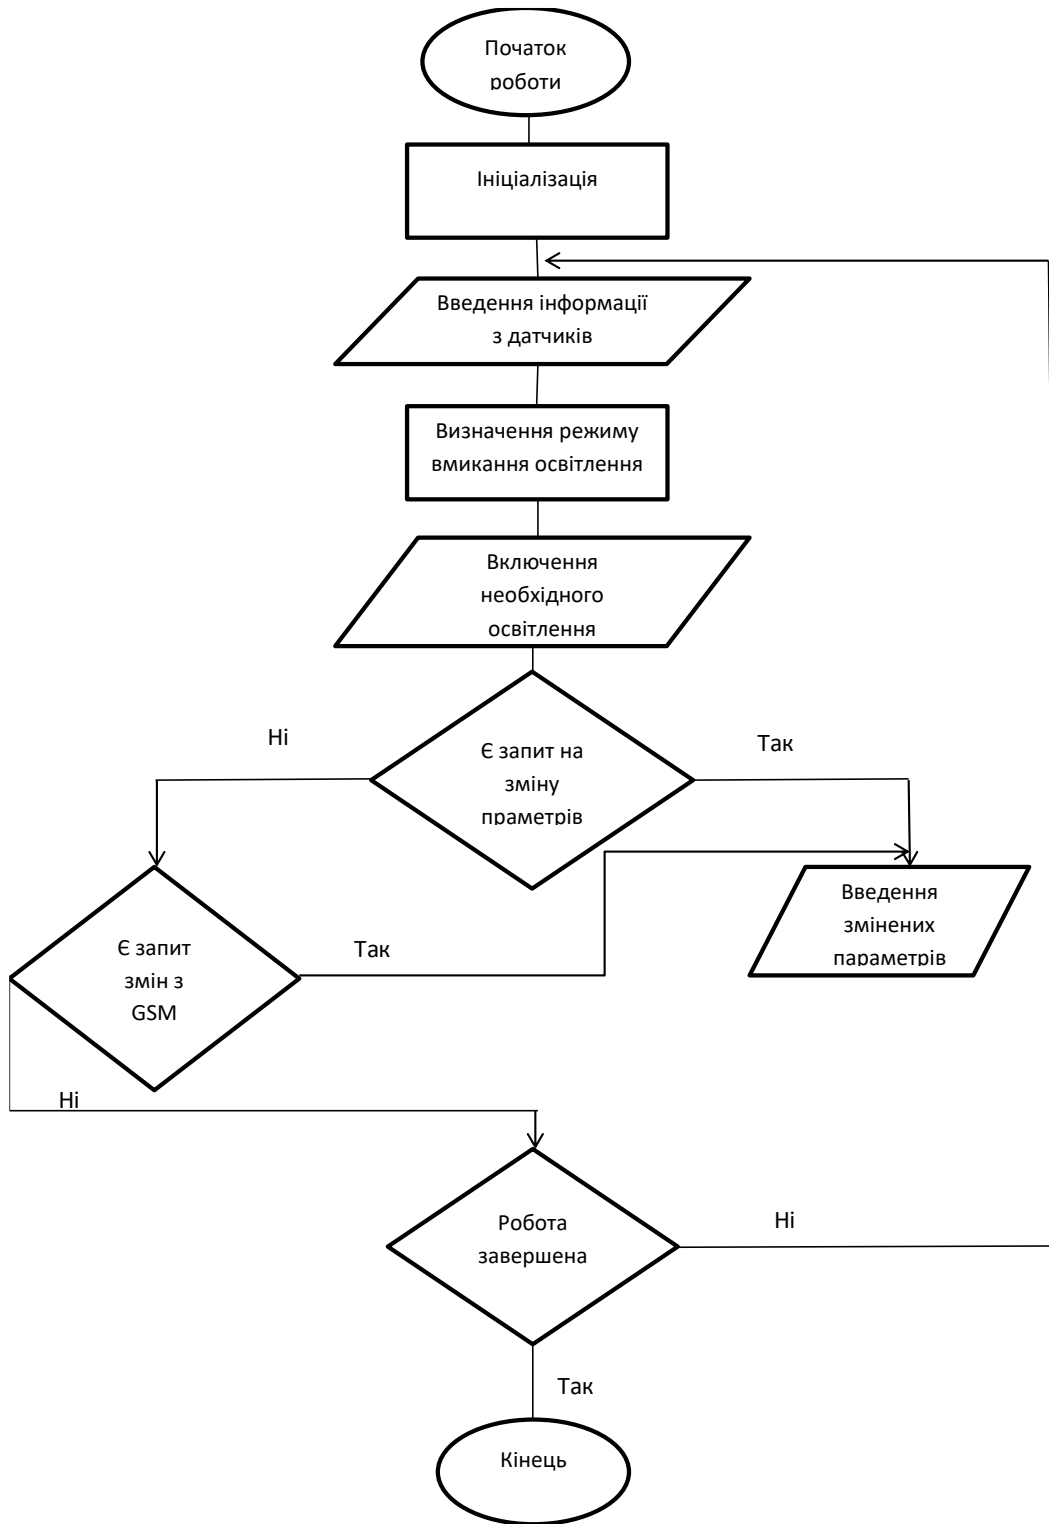 Початок
роботи
Ініціалізація
Введення інформації
з датчиків
Визначення режиму
вмикання освітлення
Включення
необхідного
освітлення
Ні
Так
Є запит на
зміну
праметрів
Введення
змінених
параметрів
Є запит
змін з
GSM
Так
Ні
Робота
завершена
Ні
Так
Кінець